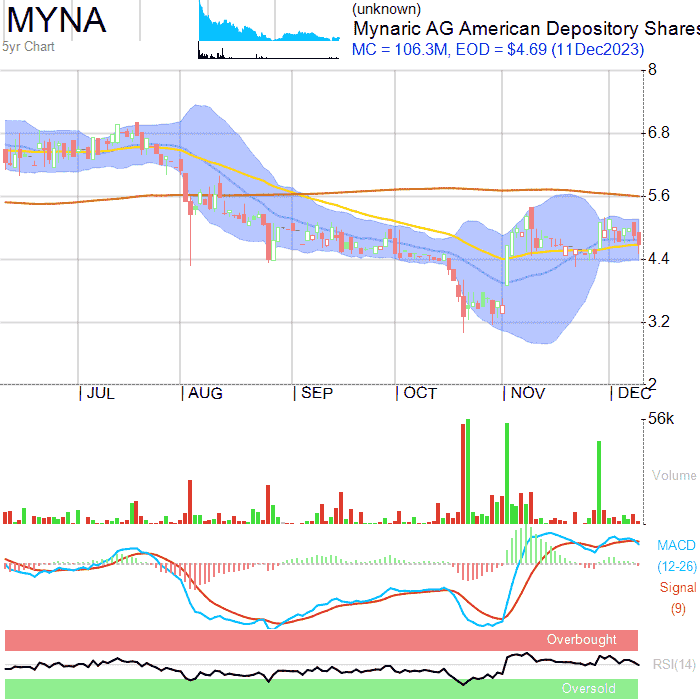 MYNA
5yr Chart
(unknown)
Mynaric AG American Depository Shares
MC = 106.3M, EOD = $4.69 (11Dec2023)
8
6.8
5.6
4.4
3.2
2
JUL AUG SEP OCT NOV DEC
56k
Volume
MACD
(12-26)
Signal
(9)
Overbought
RSI(14)
Oversold